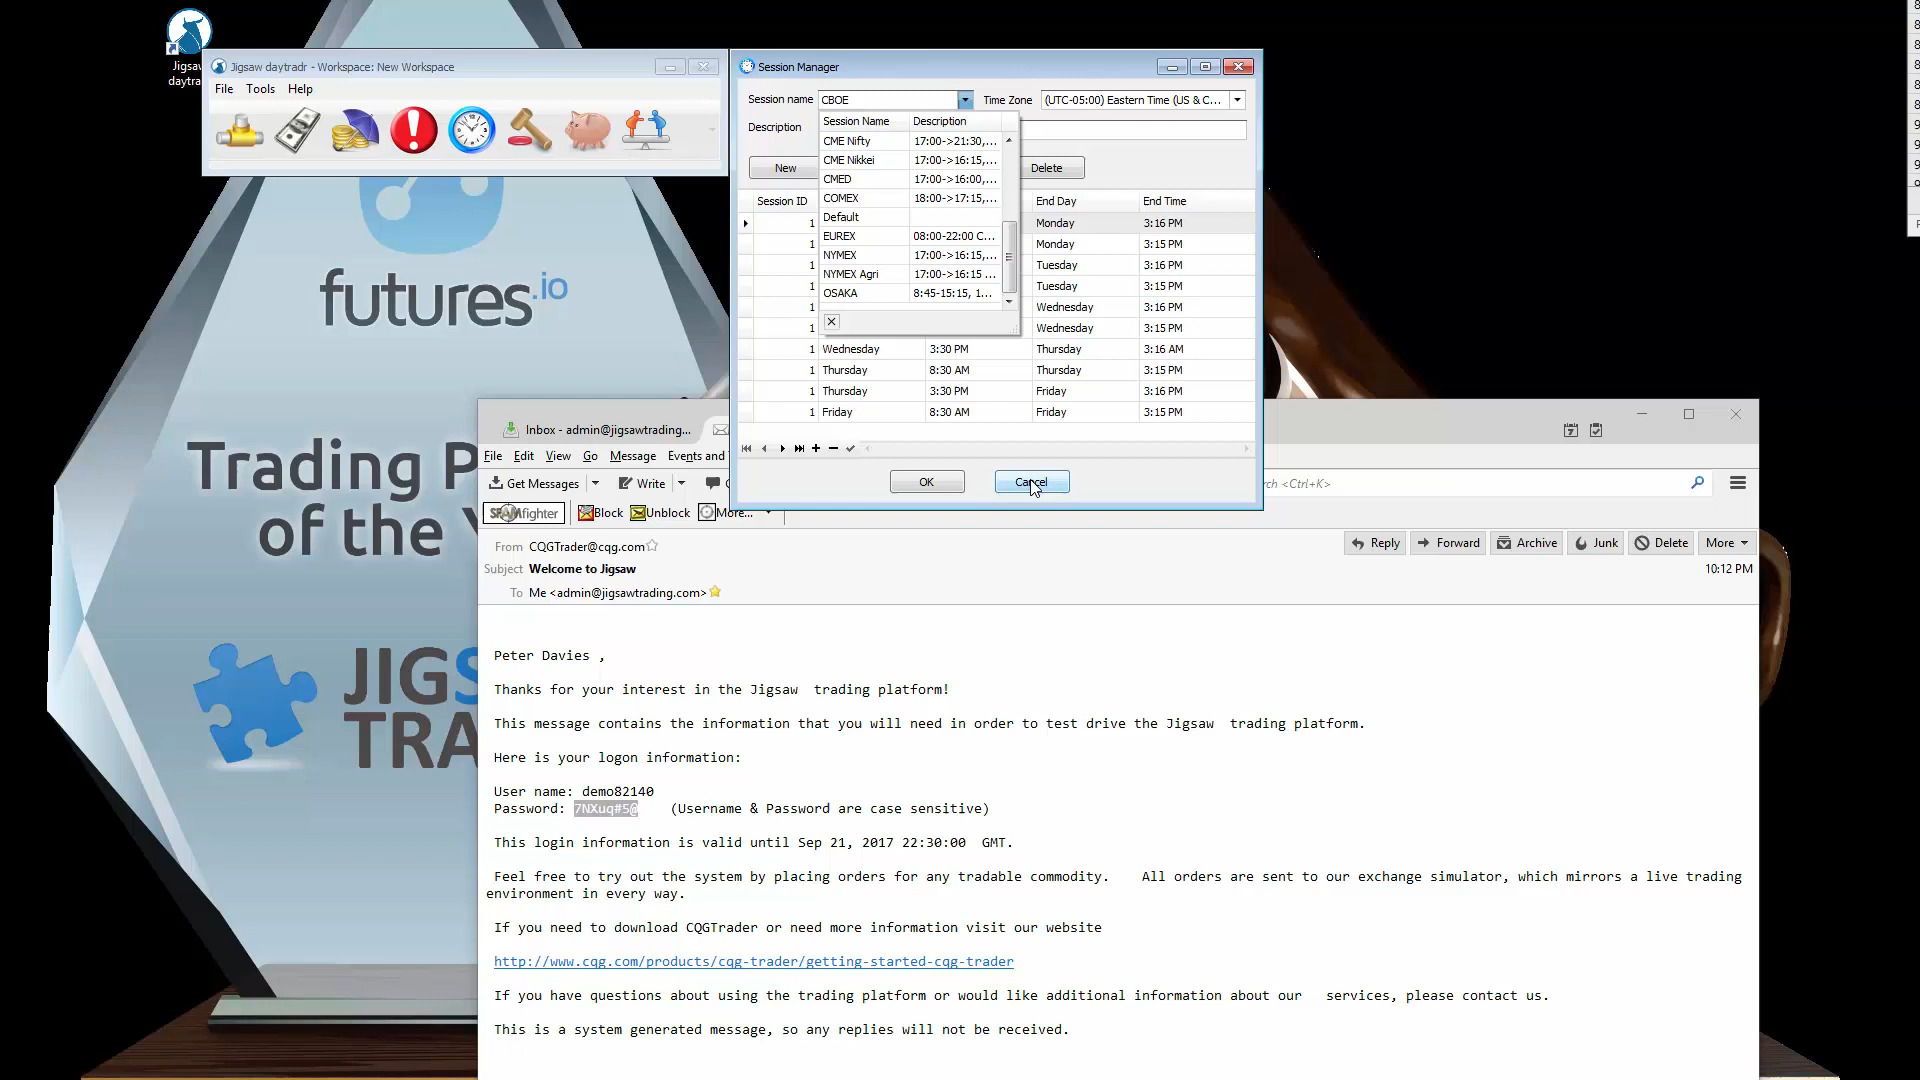 Jigsaw
daytra
Jigsaw daytradr - Workspace: New Workspace
File Tools Help
futures.io
Trading P
of the Y
JIGS
TRA
Session Manager
Session name CBOE Time Zone (UTC-05:00) Eastern Time (US & C...
Description
New Delete
Session Name Description
CME Nifty 17:00->21:30,...
CME Nikkei 17:00->16:15,...
CMED 17:00->16:00,...
COMEX 18:00->17:15,...
Default
EUREX 08:00-22:00 C...
NYMEX 17:00->16:15,...
NYMEX Agri 17:00->16:15 ...
OSAKA 8:45-15:15, 1...
Session ID End Day End Time
1 Monday 3:16 PM
1 Monday 3:15 PM
1 Tuesday 3:16 PM
1 Tuesday 3:15 PM
1 Wednesday 3:16 PM
1 Wednesday 3:15 PM
1 Wednesday 3:30 PM Thursday 3:16 AM
1 Thursday 8:30 AM Thursday 3:15 PM
1 Thursday 3:30 PM Friday 3:16 PM
1 Friday 8:30 AM Friday 3:15 PM
OK Cancel
Inbox - admin@jigsawtrading...
File Edit View Go Message Events and
Get Messages Write <Ctrl+K>
SPAMfighter Block Unblock More...
From CQGTrader@cqg.com Reply Forward Archive Junk Delete More
Subject Welcome to Jigsaw 10:12 PM
To Me <admin@jigsawtrading.com>
Peter Davies ,
Thanks for your interest in the Jigsaw trading platform!
This message contains the information that you will need in order to test drive the Jigsaw trading platform.
Here is your logon information:
User name: demo82140
Password: 7NXuq#5@ (Username & Password are case sensitive)
This login information is valid until Sep 21, 2017 22:30:00 GMT.
Feel free to try out the system by placing orders for any tradable commodity. All orders are sent to our exchange simulator, which mirrors a live trading
environment in every way.
If you need to download CQGTrader or need more information visit our website
http://www.cqg.com/products/cqg-trader/getting-started-cqg-trader
If you have questions about using the trading platform or would like additional information about our services, please contact us.
This is a system generated message, so any replies will not be received.